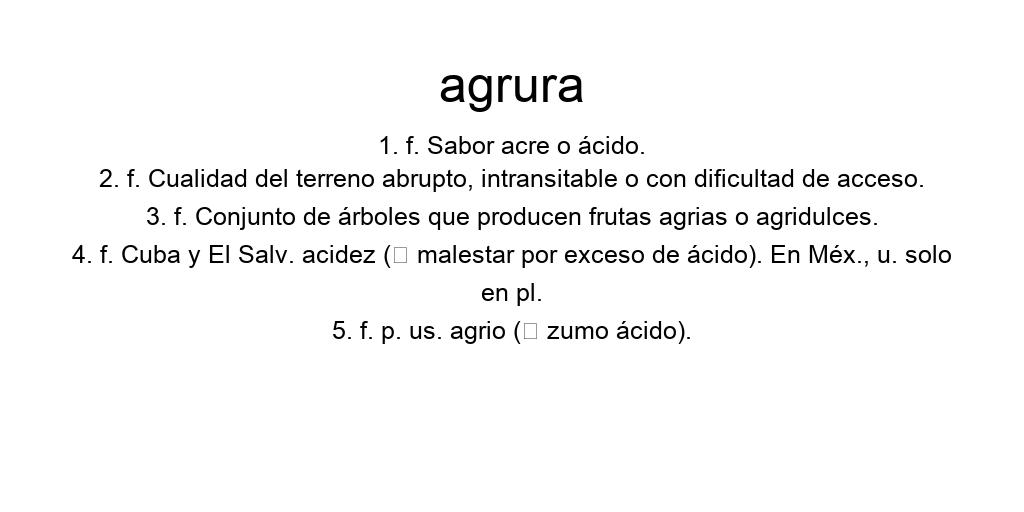 agrura
1. f. Sabor acre o ácido.
2. f. Cualidad del terreno abrupto, intransitable o con dificultad de acceso.
3. f. Conjunto de árboles que producen frutas agrias o agridulces.
4. f. Cuba y El Salv. acidez (□ malestar por exceso de ácido). En Méx., u. solo
en pl.
5. f. p. us. agrio (□ zumo ácido).